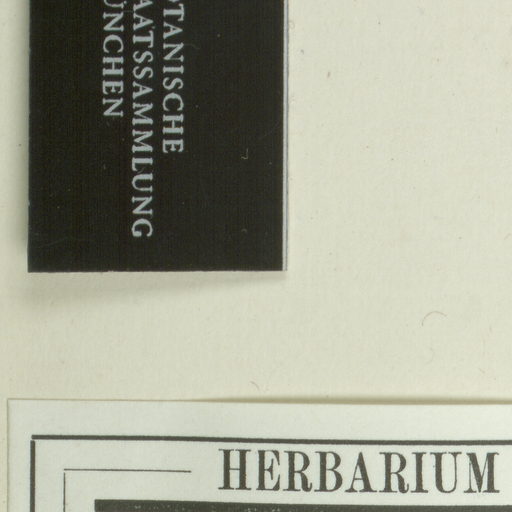 TANISCHE
AATSSAMMLUNG
ÜNCHEN
HERBARIUM